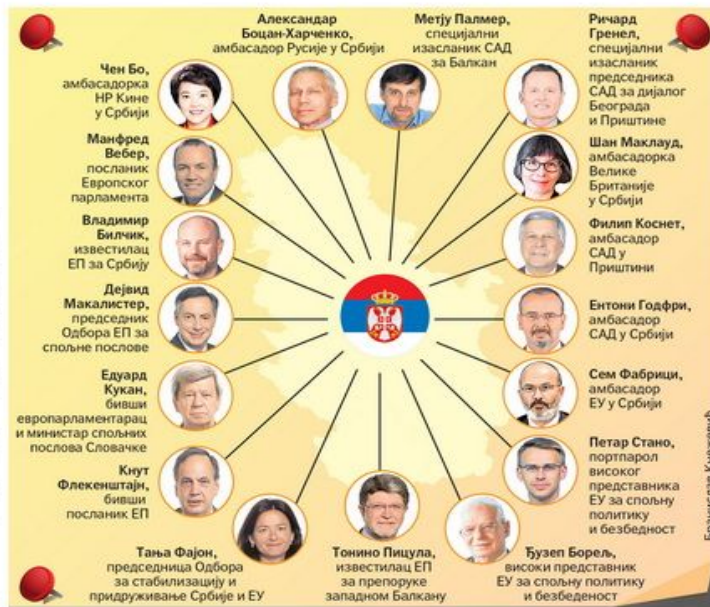 Александар
Боцан-Харченко,
амбасадор Русије у Србији
Метју Палмер,
специјални
изасланик САД
за Балкан
Ричард
Гренел,
специјални
изасланик
председника
САД за дијалог
Београда
и Приштине
Чен Бо,
амбасадорка
НР Кине
у Србији
Шан Маклауд,
амбасадорка
Велике
Британије
у Србији
Манфред
Вебер,
посланик
Европског
парламента
Филип Коснет,
амбасадор
САД у
Приштини
Владимир
Билчик,
известилац
ЕП за Србију
Ентони Годфри,
амбасадор
САД у Србији
Дејвид
Макалистер,
председник
Одбора ЕП за
спољне послове
Сем Фабрици,
амбасадор
ЕУ у Србији
Едуард
Кукан,
бивши
европарламентарац
и министар спољних
послова Словачке
Петар Стано,
портпарол
високог
представника
ЕУ за спољну
политику
и безбедност
Кнут
Флекенштајн,
бивши
посланик ЕП
Тања Фајон,
председница Одбора
за стабилизацију и
придруживање Србије и ЕУ
Тонино Пицула,
известилац ЕП
за препоруке
западном Балкану
Ђузеп Борељ,
високи представник
ЕУ за спољну политику
и безбеденост